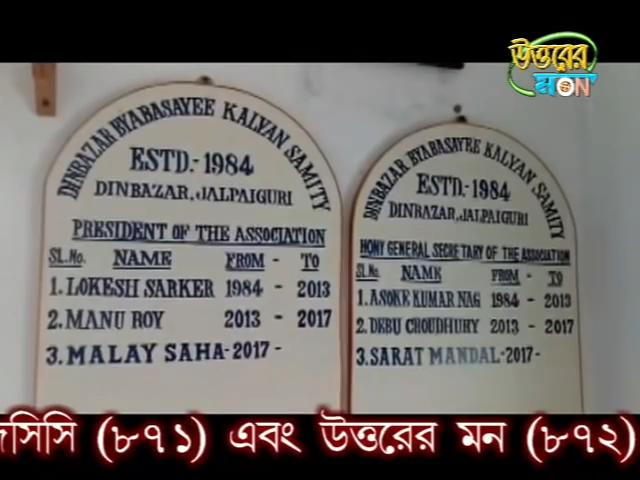 উত্তরের
মন
DINBAZAR BYABASAYEE KALYAN SAMITY
ESTD.-1984
DINBAZAR, JALPAIGURI
PRESIDENT OF THE ASSOCIATION
SL.No. NAME FROM - TO
1. LOKESH SARKER 1984 - 2013
2. MANU ROY 2013 - 2017
3. MALAY SAHA-2017-
DINBAZAR BYABASAYEE KALYAN SAMITY
ESTD.-1984
DINBAZAR, JALPAIGURI
HONY GENERAL SECRETARY OF THE ASSOCIATION
SL.No. NAME FROM - TO
1. ASOKE KUMAR NAG 1984 - 2013
2. DEBU CHOUDHURY 2013 - 2017
3. SARAT MANDAL-2017-
সিসি (৮৭১) এবং উত্তরের মন (৮৭২)